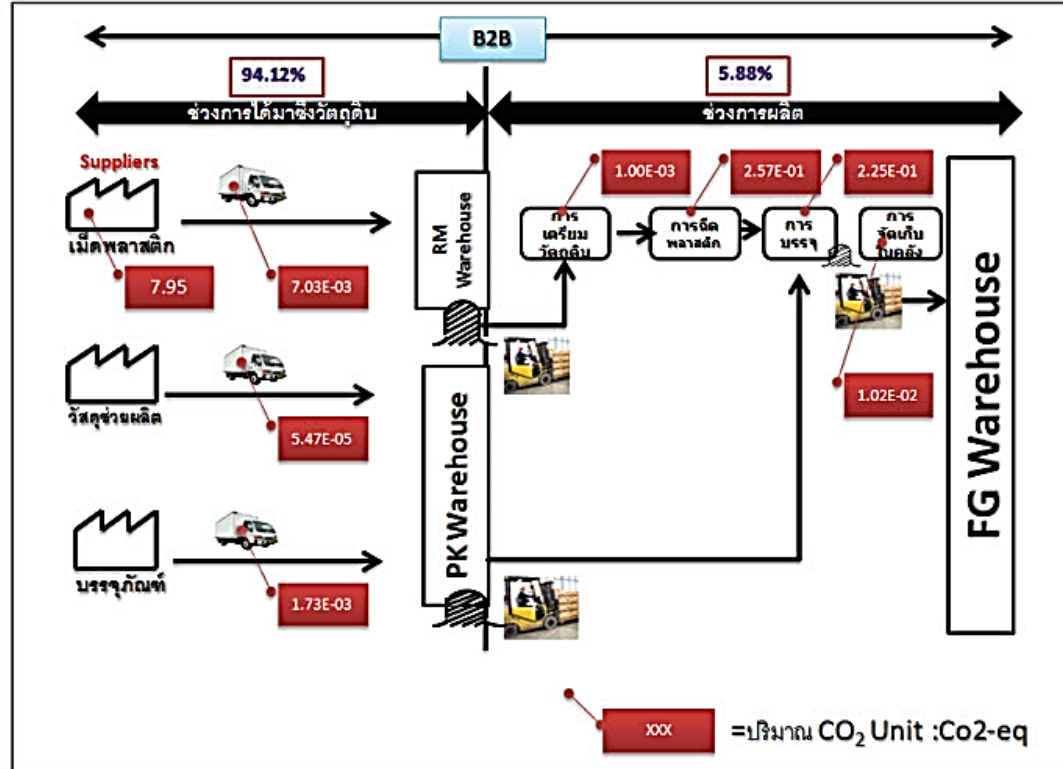 B2B
94.12%
5.88%
ช่วงการได้มาซึ่งวัตถุดิบ
ช่วงการผลิต
Suppliers
เม็ดพลาสติก
7.95
7.03E-03
RM
Warehouse
1.00E-03
2.57E-01
2.25E-01
การ
เตรียม
วัตถุดิบ
การฉีด
พลาสติก
การ
บรรจุ
การ
จัดเก็บ
ในคลัง
1.02E-02
FG Warehouse
วัสดุช่วยผลิต
5.47E-05
PK Warehouse
บรรจุภัณฑ์
1.73E-03
XXX
=ปริมาณ CO₂ Unit :Co2-eq